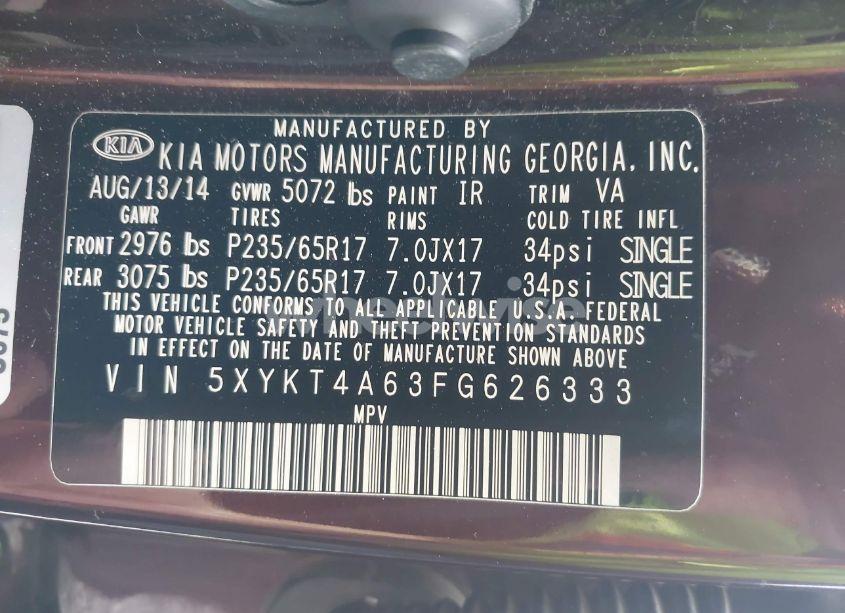 MANUFACTURED BY
KIA KIA MOTORS MANUFACTURING GEORGIA, INC.
AUG/13/14 GVWR 5072 lbs PAINT IR TRIM VA
GAWR TIRES RIMS COLD TIRE INFL
FRONT 2976 lbs P235/65R17 7.0JX17 34psi SINGLE
REAR 3075 lbs P235/65R17 7.0JX17 34psi SINGLE
THIS VEHICLE CONFORMS TO ALL APPLICABLE U.S.A FEDERAL
MOTOR VEHICLE SAFETY AND THEFT PREVENTION STANDARDS
IN EFFECT ON THE DATE OF MANUFACTURE SHOWN ABOVE
VIN 5XYKT4A63FG626333
MPV